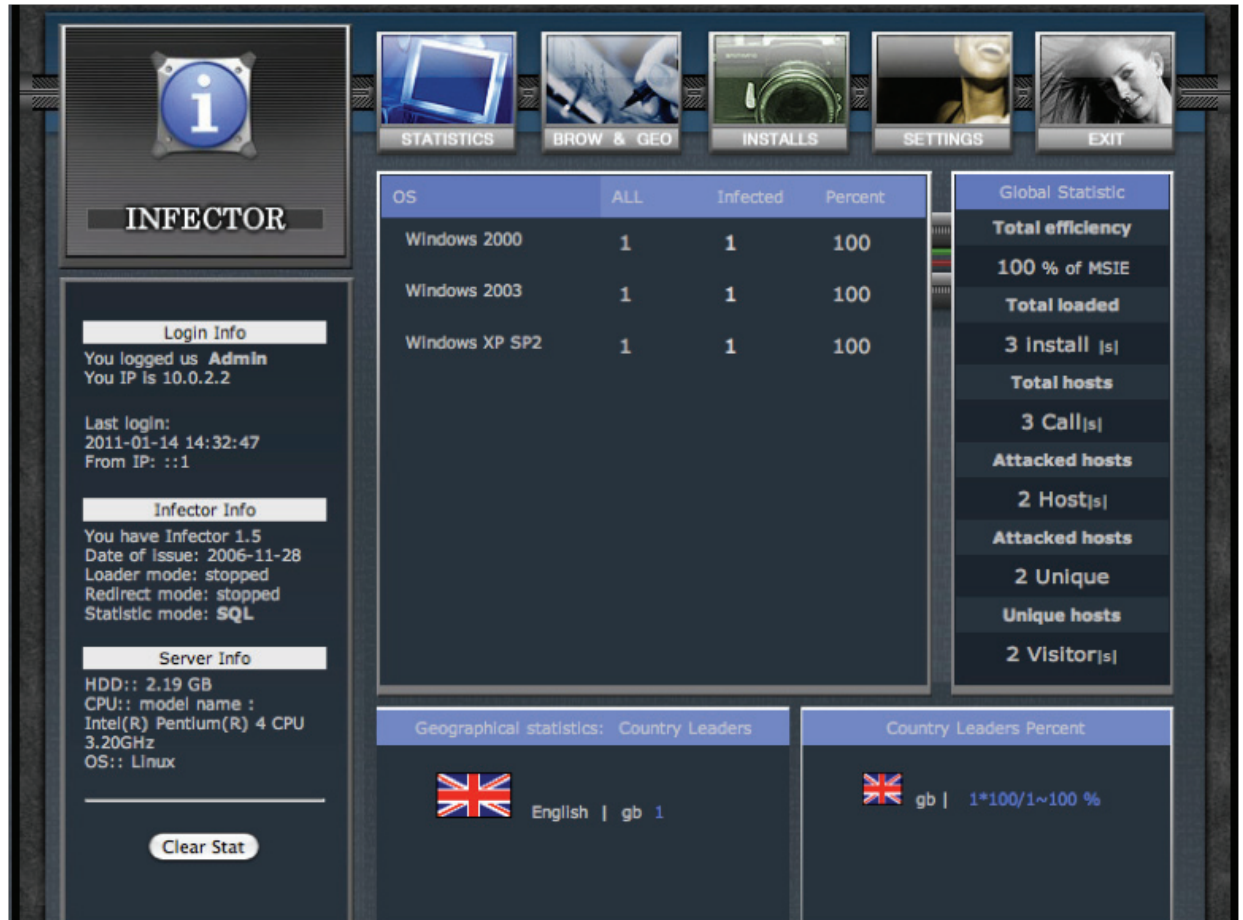 STATISTICS
BROW & GEO
INSTALLS
SETTINGS
EXIT
INFECTOR
Login Info
You logged us Admin
You IP is 10.0.2.2
Last login:
2011-01-14 14:32:47
From IP: ::1
Infector Info
You have Infector 1.5
Date of issue: 2006-11-28
Loader mode: stopped
Redirect mode: stopped
Statistic mode: SQL
Server Info
HDD:: 2.19 GB
CPU:: model name :
Intel(R) Pentium(R) 4 CPU
3.20GHz
OS:: Linux
Clear Stat
OS ALL Infected Percent
Windows 2000 1 1 100
Windows 2003 1 1 100
Windows XP SP2 1 1 100
Global Statistic
Total efficiency
100 % of MSIE
Total loaded
3 install |s|
Total hosts
3 Call|s|
Attacked hosts
2 Host|s|
Attacked hosts
2 Unique
Unique hosts
2 Visitor|s|
Geographical statistics: Country Leaders
English | gb 1
Country Leaders Percent
gb | 1*100/1~100 %